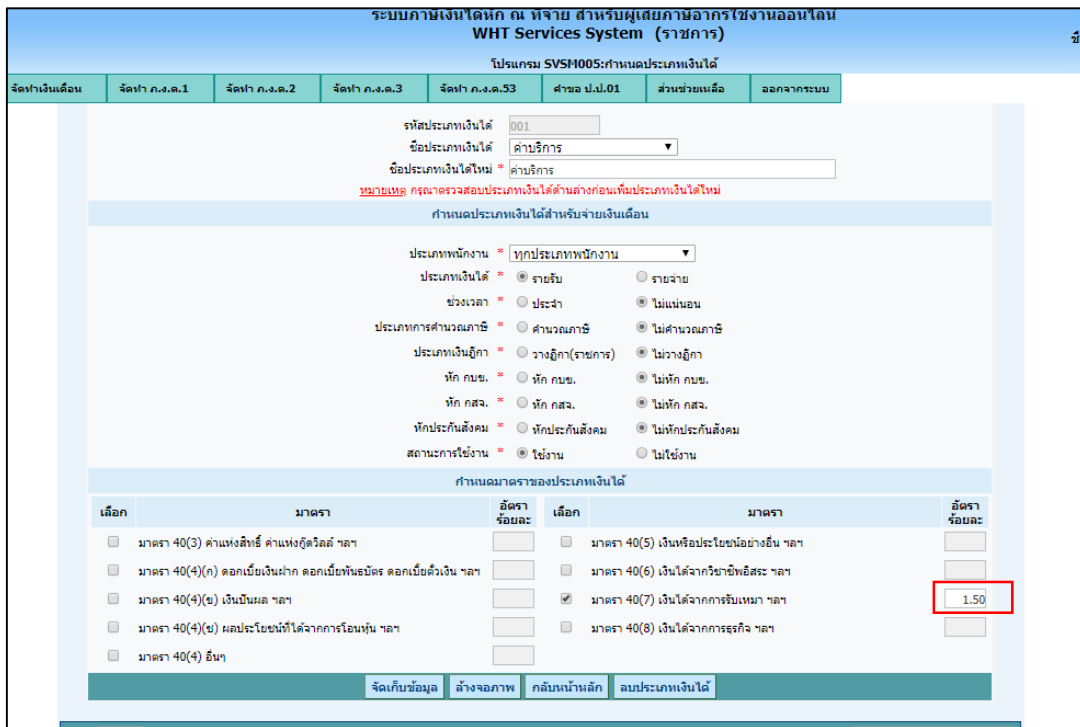 ระบบภาษีเงินได้หัก ณ ที่จ่าย สำหรับผู้เสียภาษีอากรใช้งานออนไลน์
WHT Services System (ราชการ)
โปรแกรม SVSM005:กำหนดประเภทเงินได้
จัดทำเงินเดือน จัดทำ ภ.ง.ด.1 จัดทำ ภ.ง.ด.2 จัดทำ ภ.ง.ด.3 จัดทำ ภ.ง.ด.53 คำขอ ป.ป.01 ส่วนช่วยเหลือ ออกจากระบบ
รหัสประเภทเงินได้ 001
ชื่อประเภทเงินได้ ค่าบริการ
ชื่อประเภทเงินได้ใหม่ * ค่าบริการ
หมายเหตุ กรุณาตรวจสอบประเภทเงินได้ด้านล่างก่อนเพิ่มประเภทเงินได้ใหม่
กำหนดประเภทเงินได้สำหรับจ่ายเงินเดือน
ประเภทพนักงาน * ทุกประเภทพนักงาน
ประเภทเงินได้ * รายรับ รายจ่าย
ช่วงเวลา * ประจำ ไม่แน่นอน
ประเภทการคำนวณภาษี * คำนวณภาษี ไม่คำนวณภาษี
ประเภทเงินฎีกา * วางฎีกา(ราชการ) ไม่วางฎีกา
หัก กบข. * หัก กบข. ไม่หัก กบข.
หัก กสจ. * หัก กสจ. ไม่หัก กสจ.
หักประกันสังคม * หักประกันสังคม ไม่หักประกันสังคม
สถานะการใช้งาน * ใช้งาน ไม่ใช้งาน
กำหนดมาตราของประเภทเงินได้
เลือก มาตรา อัตราร้อยละ เลือก มาตรา อัตราร้อยละ
มาตรา 40(3) ค่าแห่งสิทธิ์ ค่าแห่งกู๊ดวิลล์ ฯลฯ มาตรา 40(5) เงินหรือประโยชน์อย่างอื่น ฯลฯ
มาตรา 40(4)(ก) ดอกเบี้ยเงินฝาก ดอกเบี้ยพันธบัตร ดอกเบี้ยตั๋วเงิน ฯลฯ มาตรา 40(6) เงินได้จากวิชาชีพอิสระ ฯลฯ
มาตรา 40(4)(ข) เงินปันผล ฯลฯ มาตรา 40(7) เงินได้จากการรับเหมา ฯลฯ 1.50
มาตรา 40(4)(ช) ผลประโยชน์ที่ได้จากการโอนหุ้น ฯลฯ มาตรา 40(8) เงินได้จากการธุรกิจ ฯลฯ
มาตรา 40(4) อื่นๆ
จัดเก็บข้อมูล ล้างจอภาพ กลับหน้าหลัก ลบประเภทเงินได้